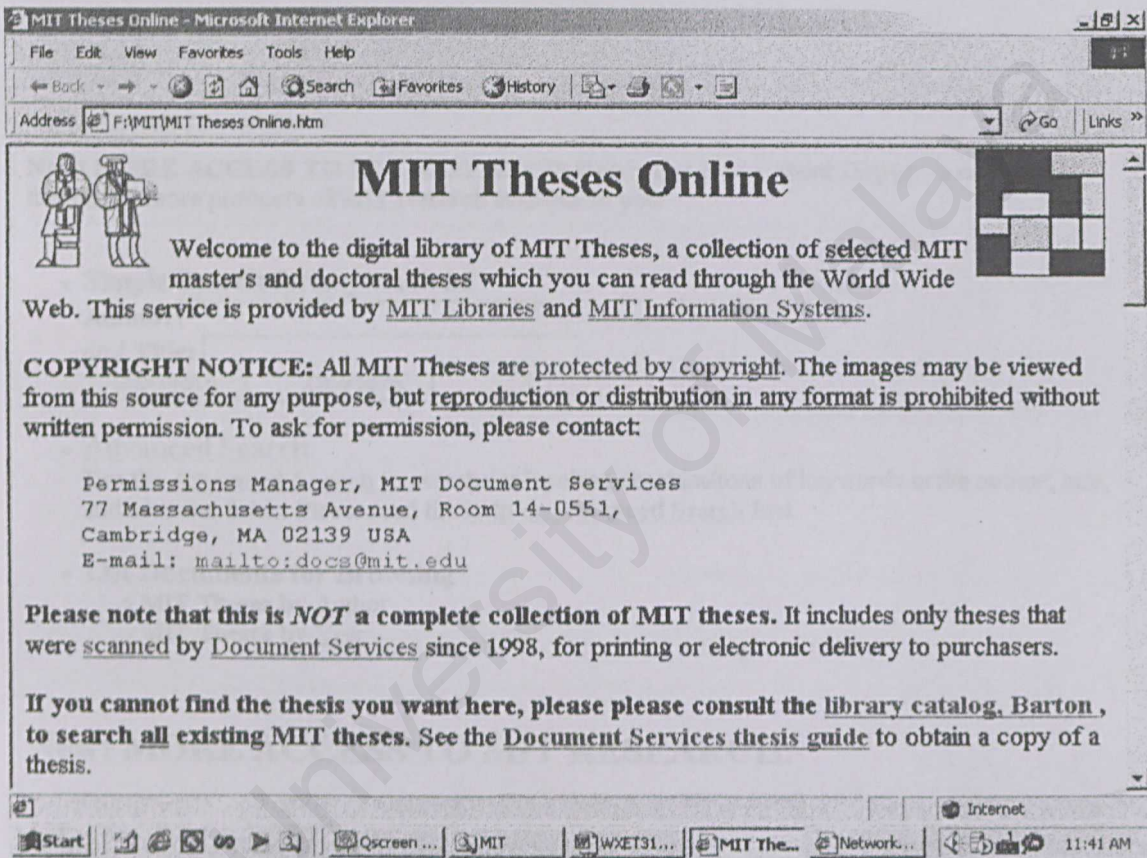 MIT Theses Online - Microsoft Internet Explorer
File Edit View Favorites Tools Help
Back Search Favorites History
Address F:\MIT\MIT Theses Online.htm Go Links »
MIT Theses Online
Welcome to the digital library of MIT Theses, a collection of selected MIT
master's and doctoral theses which you can read through the World Wide
Web. This service is provided by MIT Libraries and MIT Information Systems.
COPYRIGHT NOTICE: All MIT Theses are protected by copyright. The images may be viewed
from this source for any purpose, but reproduction or distribution in any format is prohibited without
written permission. To ask for permission, please contact:
Permissions Manager, MIT Document Services
77 Massachusetts Avenue, Room 14-0551,
Cambridge, MA 02139 USA
E-mail: mailto:docs@mit.edu
Please note that this is NOT a complete collection of MIT theses. It includes only theses that
were scanned by Document Services since 1998, for printing or electronic delivery to purchasers.
If you cannot find the thesis you want here, please please consult the library catalog, Barton ,
to search all existing MIT theses. See the Document Services thesis guide to obtain a copy of a
thesis.
Internet
Start Qscreen ... MIT WXET31... MIT The... Network... 11:41 AM
University of Malaya